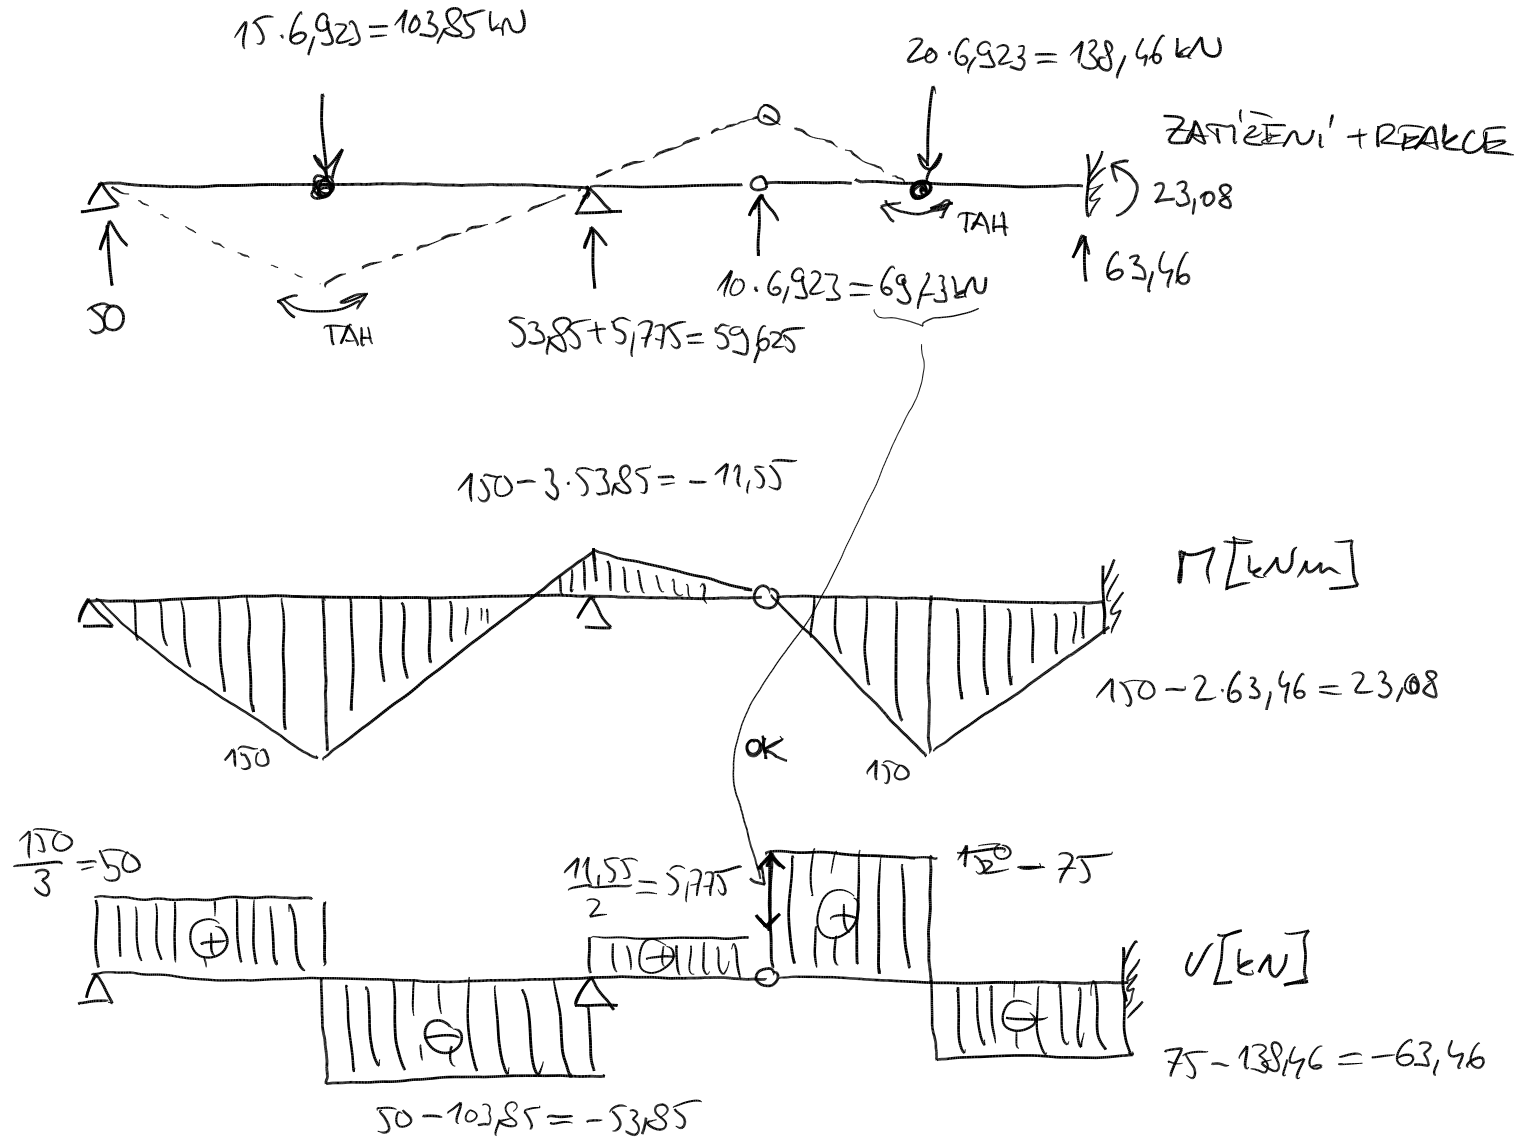 15·6,923=103,85 kN
20·6,923=138,46 kN
ZATÍŽENÍ + REAKCE
23,08
TAH
63,46
10·6,923=69,23 kN
50
TAH
53,85+5,775=59,625
150-3·53,85=-11,55
M [kNm]
150-2·63,46=23,08
OK
150
150
150/3=50
11,55/2=5,775
150/2 - 75
+
+
+
V[kN]
-
-
75-138,46=-63,46
50-103,85=-53,85